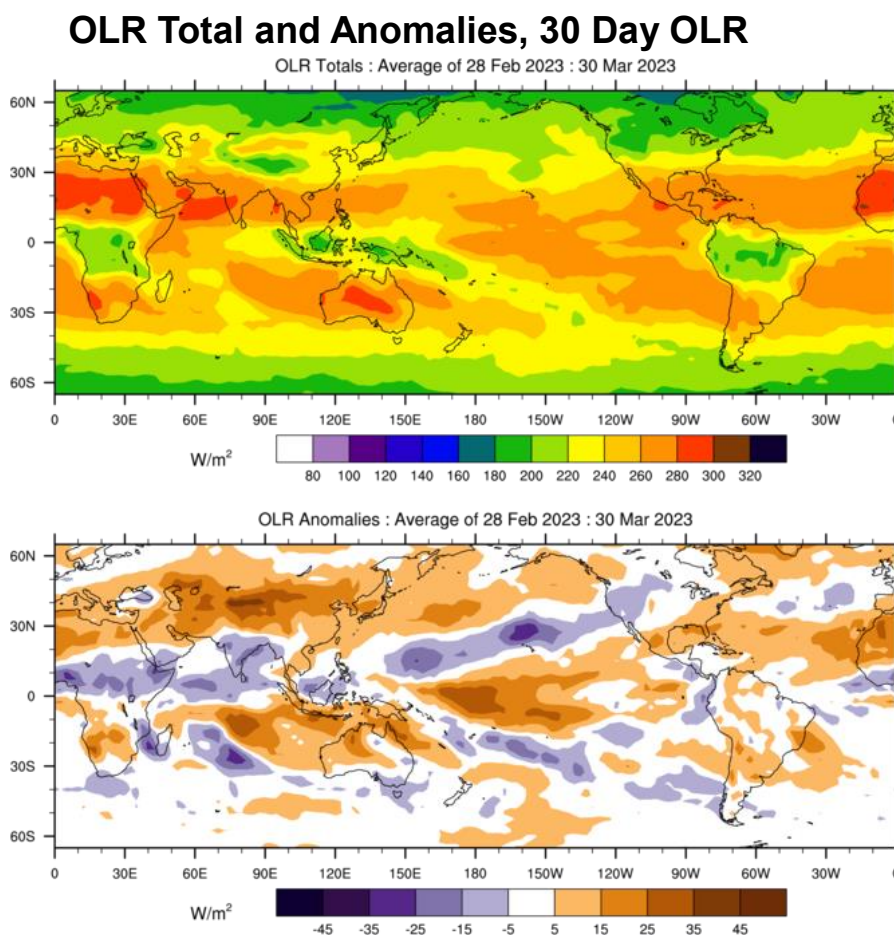 OLR Total and Anomalies, 30 Day OLR
OLR Totals : Average of 28 Feb 2023 : 30 Mar 2023
60N
30N
0
30S
60S
0 30E 60E 90E 120E 150E 180 150W 120W 90W 60W 30W 0
W/m2
80 100 120 140 160 180 200 220 240 260 280 300 320
OLR Anomalies : Average of 28 Feb 2023 : 30 Mar 2023
60N
30N
0
30S
60S
0 30E 60E 90E 120E 150E 180 150W 120W 90W 60W 30W 0
W/m2
-45 -35 -25 -15 -5 5 15 25 35 45